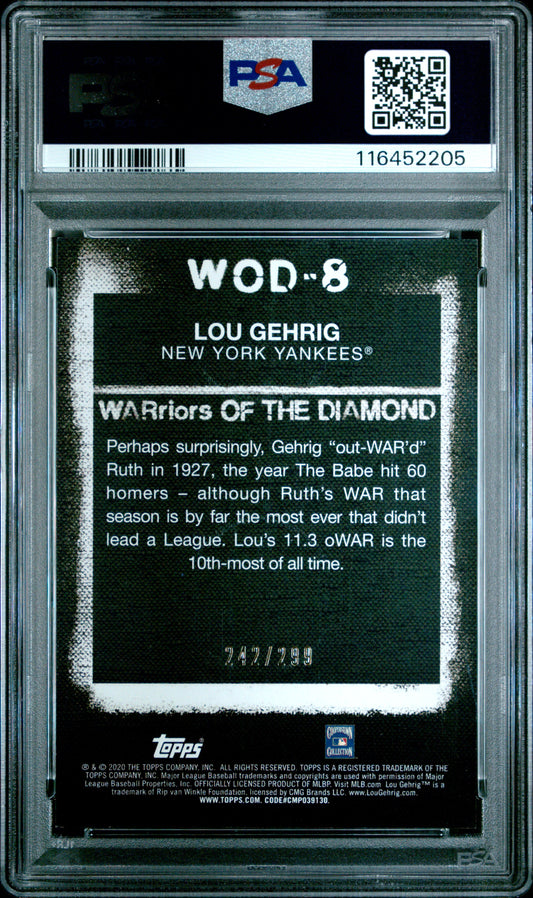 PSA
116452205
WOD-8
LOU GEHRIG
NEW YORK YANKEES®
WARriors OF THE DIAMOND
Perhaps surprisingly, Gehrig “out-WAR’d”
Ruth in 1927, the year The Babe hit 60
homers – although Ruth’s WAR that
season is by far the most ever that didn’t
lead a League. Lou’s 11.3 oWAR is the
10th-most of all time.
242/299
Topps
COOPERSTOWN
COLLECTION
® & © 2020 THE TOPPS COMPANY, INC. ALL RIGHTS RESERVED. TOPPS IS A REGISTERED TRADEMARK OF THE
TOPPS COMPANY, INC. Major League Baseball trademarks and copyrights are used with permission of Major
League Baseball Properties, Inc. OFFICIALLY LICENSED PRODUCT OF MLBP. Visit MLB.com Lou Gehrig™ is a
trademark of Rip van Winkle Foundation, licensed by CMG Brands LLC. www.LouGehrig.com.
WWW.TOPPS.COM. CODE#CMP039130.
PSA